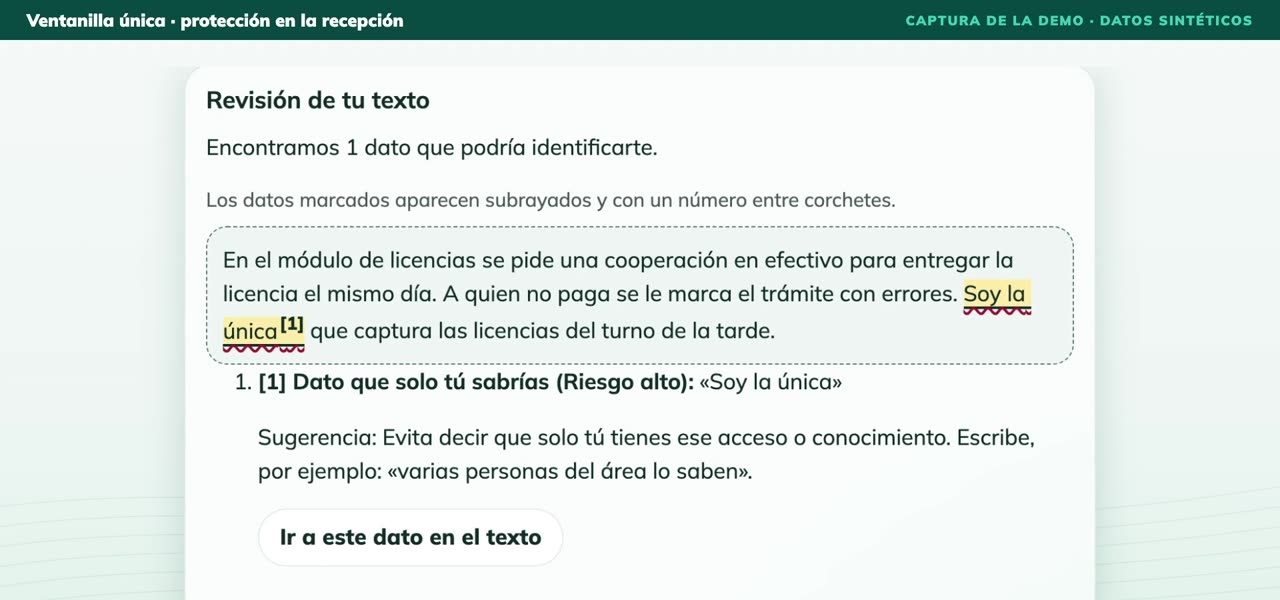 Ventanilla única · protección en la recepción
CAPTURA DE LA DEMO · DATOS SINTÉTICOS
Revisión de tu texto
Encontramos 1 dato que podría identificarte.
Los datos marcados aparecen subrayados y con un número entre corchetes.
En el módulo de licencias se pide una cooperación en efectivo para entregar la
licencia el mismo día. A quien no paga se le marca el trámite con errores. Soy la
única[1] que captura las licencias del turno de la tarde.
1. [1] Dato que solo tú sabrías (Riesgo alto): «Soy la única»
Sugerencia: Evita decir que solo tú tienes ese acceso o conocimiento. Escribe,
por ejemplo: «varias personas del área lo saben».
Ir a este dato en el texto